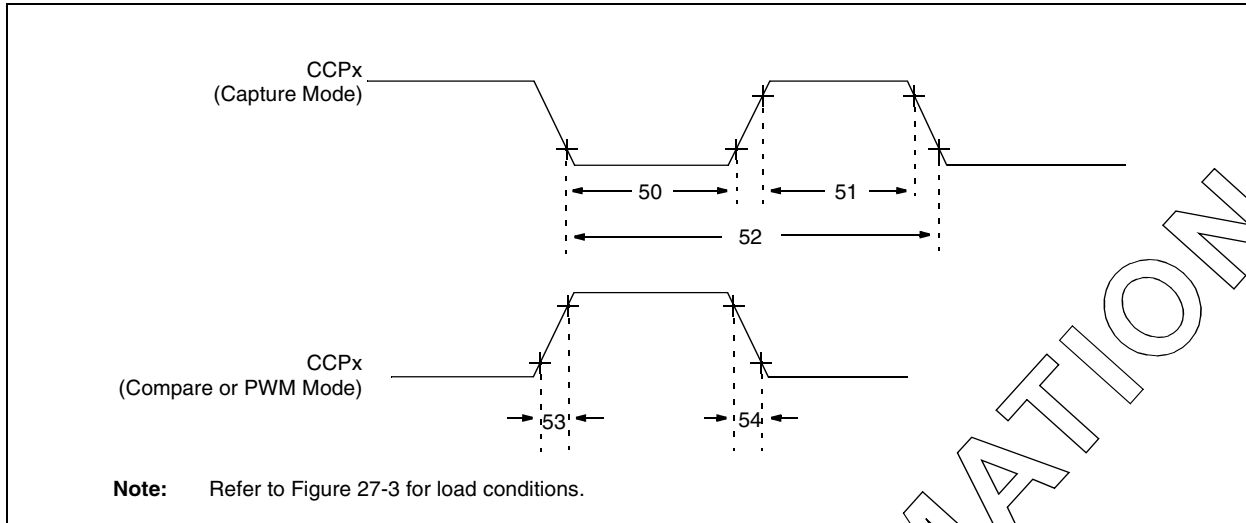 CCPx
(Capture Mode)
50
51
52
CCPx
(Compare or PWM Mode)
53
54
Note: Refer to Figure 27-3 for load conditions.
MATION